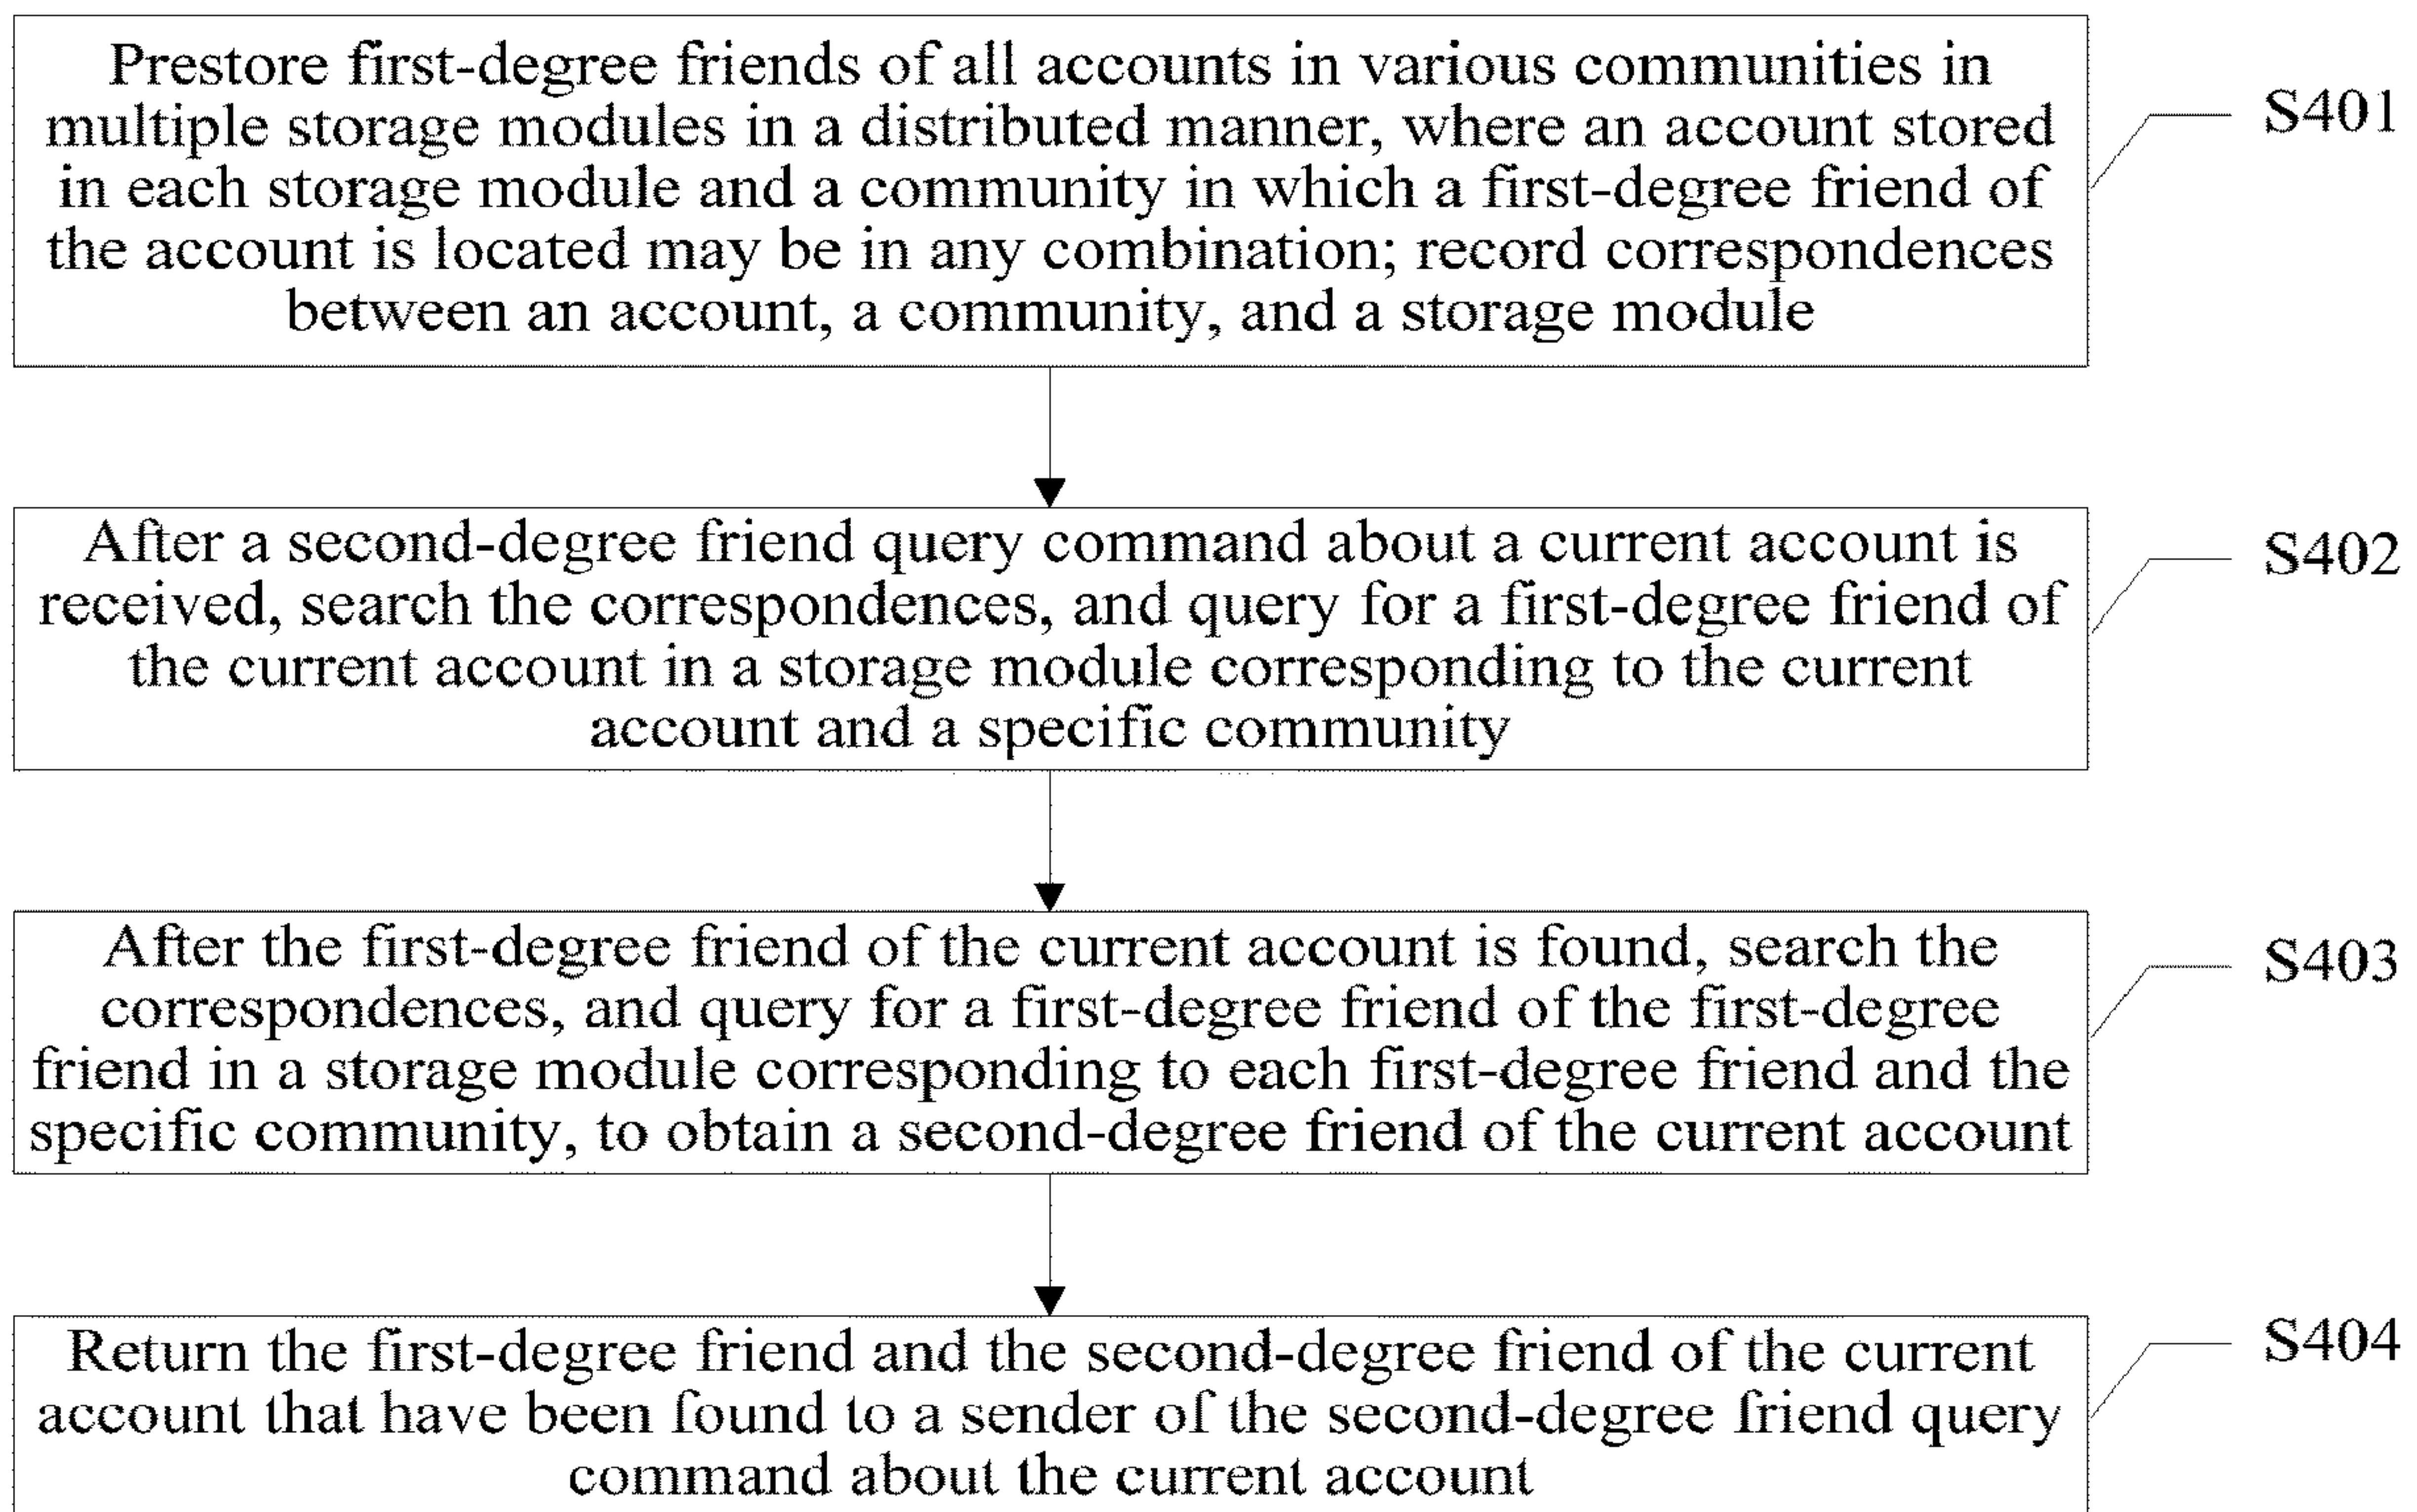 Prestore first-degree friends of all accounts in various communities in
multiple storage modules in a distributed manner, where an account stored
in each storage module and a community in which a first-degree friend of
the account is located may be in any combination; record correspondences
between an account, a community, and a storage module
S401
After a second-degree friend query command about a current account is
received, search the correspondences, and query for a first-degree friend of
the current account in a storage module corresponding to the current
account and a specific community
S402
After the first-degree friend of the current account is found, search the
correspondences, and query for a first-degree friend of the first-degree
friend in a storage module corresponding to each first-degree friend and the
specific community, to obtain a second-degree friend of the current account
S403
Return the first-degree friend and the second-degree friend of the current
account that have been found to a sender of the second-degree friend query
command about the current account
S404